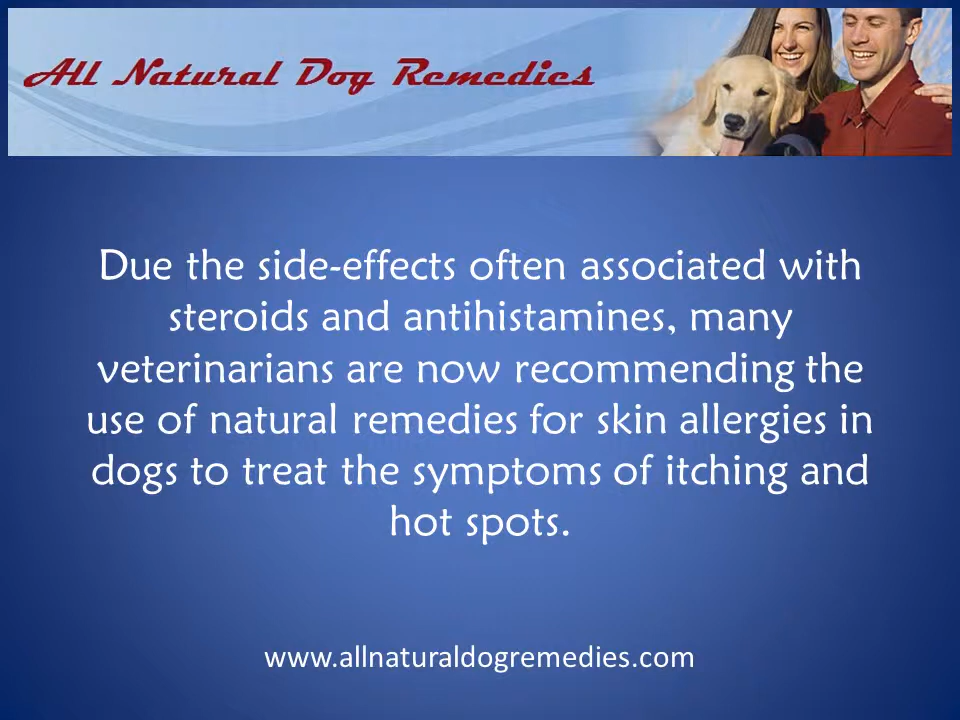 All Natural Dog Remedies
Due the side-effects often associated with
steroids and antihistamines, many
veterinarians are now recommending the
use of natural remedies for skin allergies in
dogs to treat the symptoms of itching and
hot spots.
www.allnaturaldogremedies.com